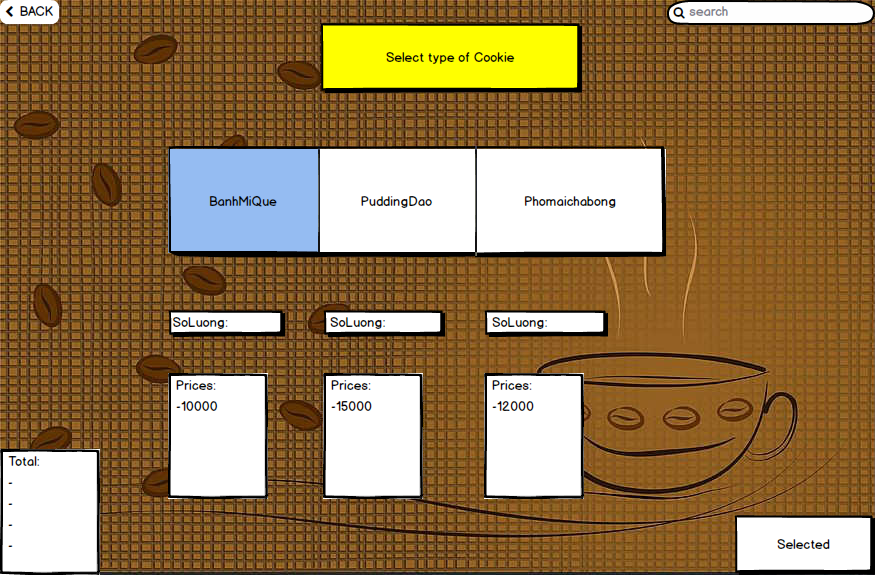 BACK
search
Select type of Cookie
BanhMiQue
PuddingDao
Phomaichabong
SoLuong:
SoLuong:
SoLuong:
Prices:
-10000
Prices:
-15000
Prices:
-12000
Total:
-
-
-
-
Selected